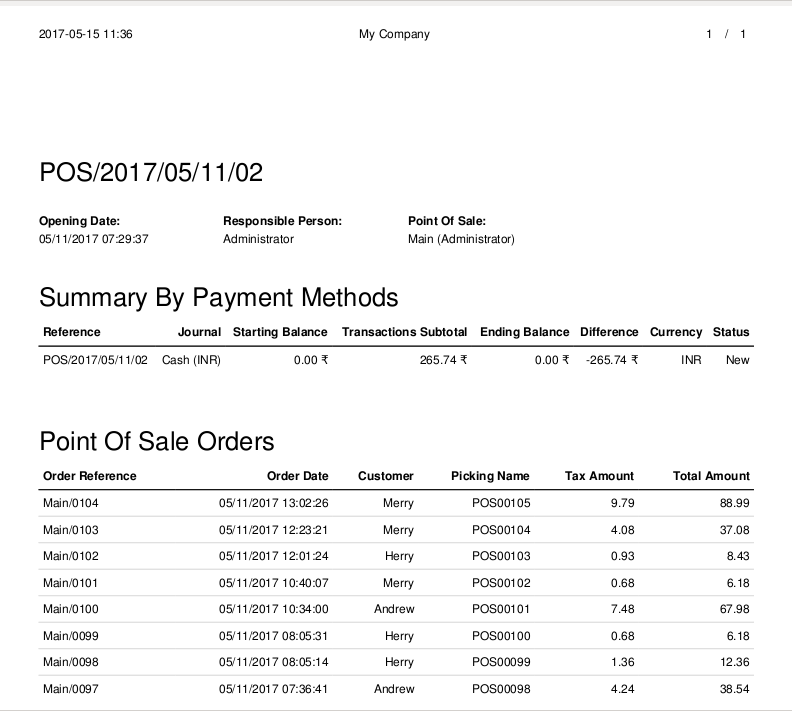 2017-05-15 11:36 My Company 1 / 1
POS/2017/05/11/02
Opening Date: Responsible Person: Point Of Sale:
05/11/2017 07:29:37 Administrator Main (Administrator)
Summary By Payment Methods
Reference Journal Starting Balance Transactions Subtotal Ending Balance Difference Currency Status
POS/2017/05/11/02 Cash (INR) 0.00 ₹ 265.74 ₹ 0.00 ₹ -265.74 ₹ INR New
Point Of Sale Orders
Order Reference Order Date Customer Picking Name Tax Amount Total Amount
Main/0104 05/11/2017 13:02:26 Merry POS00105 9.79 88.99
Main/0103 05/11/2017 12:23:21 Merry POS00104 4.08 37.08
Main/0102 05/11/2017 12:01:24 Herry POS00103 0.93 8.43
Main/0101 05/11/2017 10:40:07 Merry POS00102 0.68 6.18
Main/0100 05/11/2017 10:34:00 Andrew POS00101 7.48 67.98
Main/0099 05/11/2017 08:05:31 Herry POS00100 0.68 6.18
Main/0098 05/11/2017 08:05:14 Herry POS00099 1.36 12.36
Main/0097 05/11/2017 07:36:41 Andrew POS00098 4.24 38.54